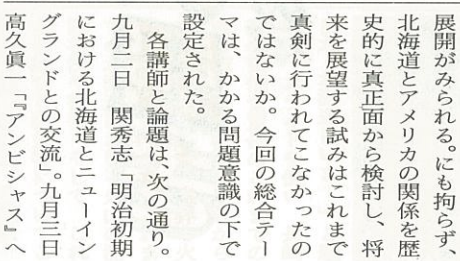 展開がみられる。にも拘らず、
北海道とアメリカの関係を歴
史的に真正面から検討し、将
来を展望する試みはこれまで
真剣に行われてこなかったの
ではないか。今回の総合テー
マは、かかる問題意識の下で
設定された。
各講師と論題は、次の通り。
九月二日　関秀志「明治初期
における北海道とニューイン
グランドとの交流」。九月三日
高久眞一「『アンビシャス』へ